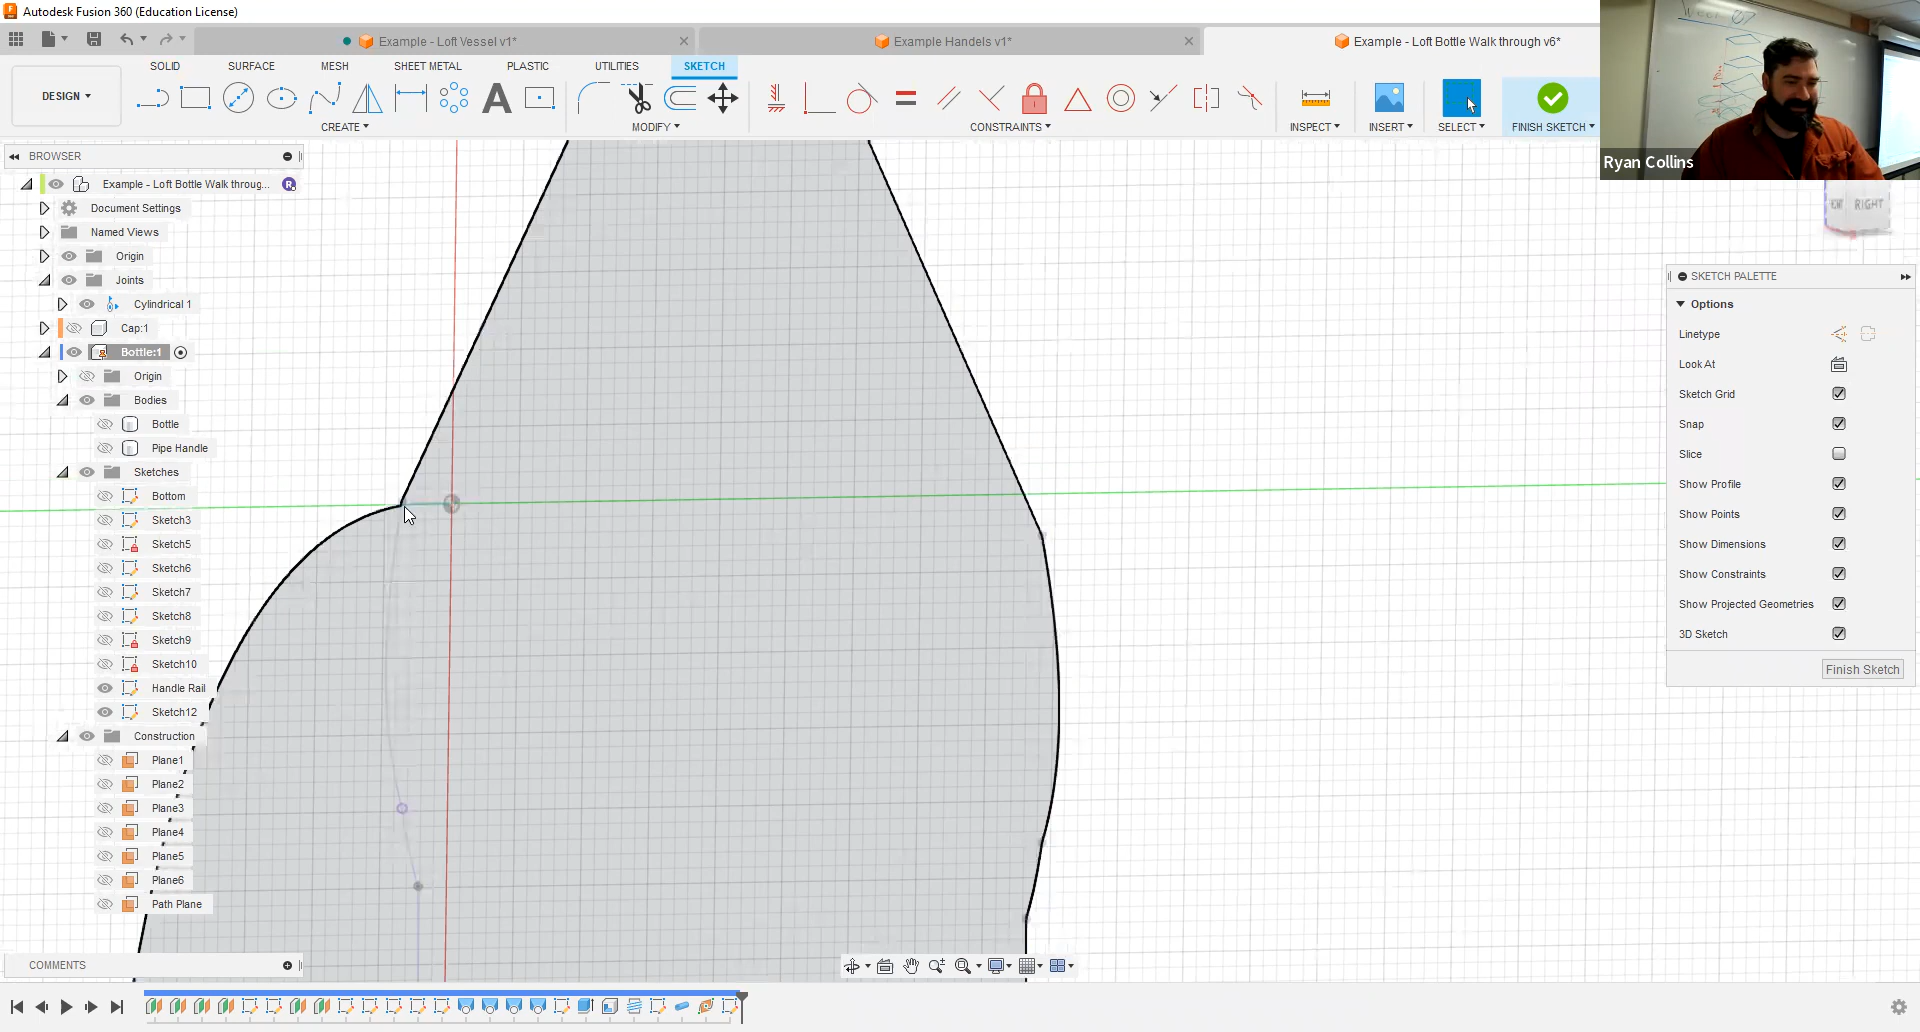 Autodesk Fusion 360 (Education License)
Example - Loft Vessel v1*
Example Handels v1*
Example - Loft Bottle Walk through v6*
DESIGN
SOLID
SURFACE
MESH
SHEET METAL
PLASTIC
UTILITIES
SKETCH
CREATE
MODIFY
CONSTRAINTS
INSPECT
INSERT
SELECT
FINISH SKETCH
Ryan Collins
RIGHT
BROWSER
Example - Loft Bottle Walk throug...
Document Settings
Named Views
Origin
Joints
Cylindrical 1
Cap:1
Bottle:1
Origin
Bodies
Bottle
Pipe Handle
Sketches
Bottom
Sketch3
Sketch5
Sketch6
Sketch7
Sketch8
Sketch9
Sketch10
Handle Rail
Sketch12
Construction
Plane1
Plane2
Plane3
Plane4
Plane5
Plane6
Path Plane
SKETCH PALETTE
Options
Linetype
Look At
Sketch Grid
Snap
Slice
Show Profile
Show Points
Show Dimensions
Show Constraints
Show Projected Geometries
3D Sketch
Finish Sketch
COMMENTS